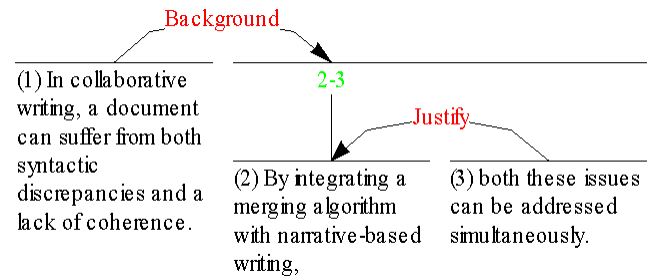 Background
2-3
Justify
(1) In collaborative
writing, a document
can suffer from both
syntactic
discrepancies and a
lack of coherence.
(2) By integrating a
merging algorithm
with narrative-based
writing,
(3) both these issues
can be addressed
simultaneously.